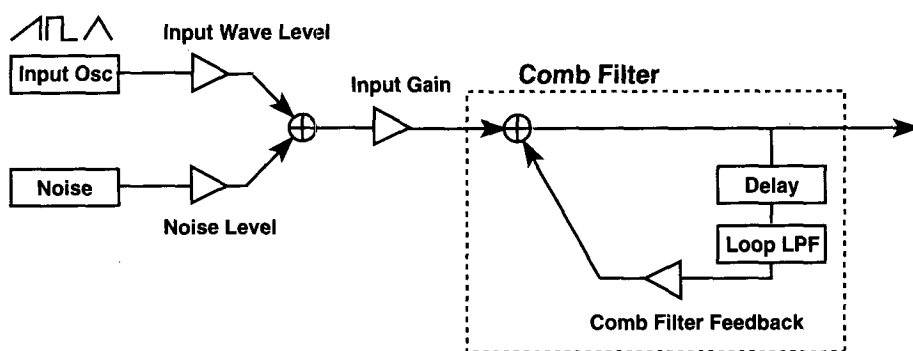 Input Wave Level
Input Osc
Input Gain
Comb Filter
Noise
Noise Level
Delay
Loop LPF
Comb Filter Feedback